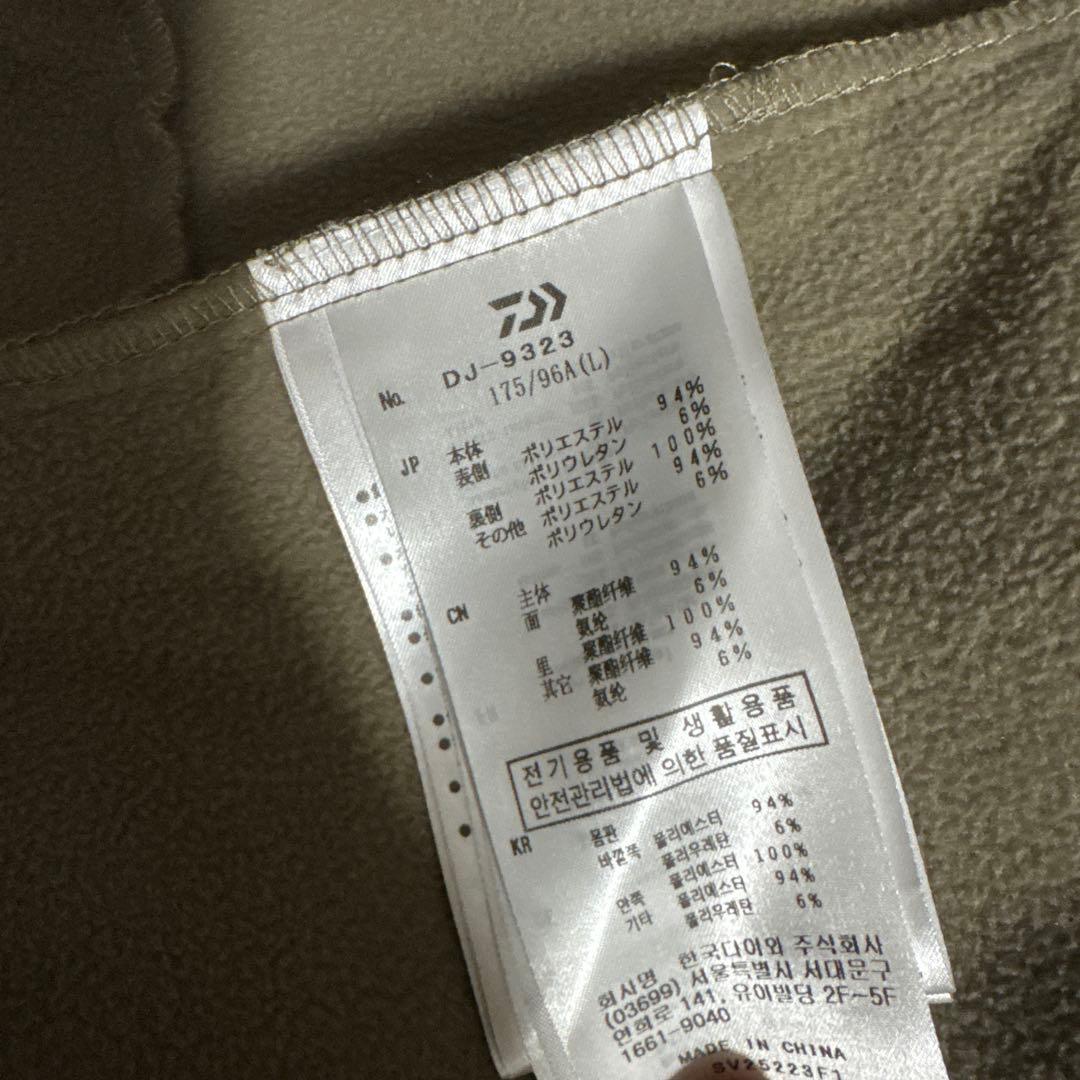 No. DJ-9323
175/96A(L)
JP 本体
表側 ポリエステル 94%
ポリウレタン 6%
裏側 ポリエステル 100%
その他 ポリエステル 94%
ポリウレタン 6%
CN 主体
面 聚酯纤维 94%
氨纶 6%
里 聚酯纤维 100%
其它 聚酯纤维 94%
氨纶 6%
전기용품 및 생활용품
안전관리법에 의한 품질표시
KR 몸판
바깥쪽 폴리에스터 94%
폴리우레탄 6%
안쪽 폴리에스터 100%
기타 폴리에스터 94%
폴리우레탄 6%
회사명 한국다이와 주식회사
(03699) 서울특별시 서대문구
연희로 141, 유이빌딩 2F~5F
1661-9040
MADE IN CHINA
SV25223F1